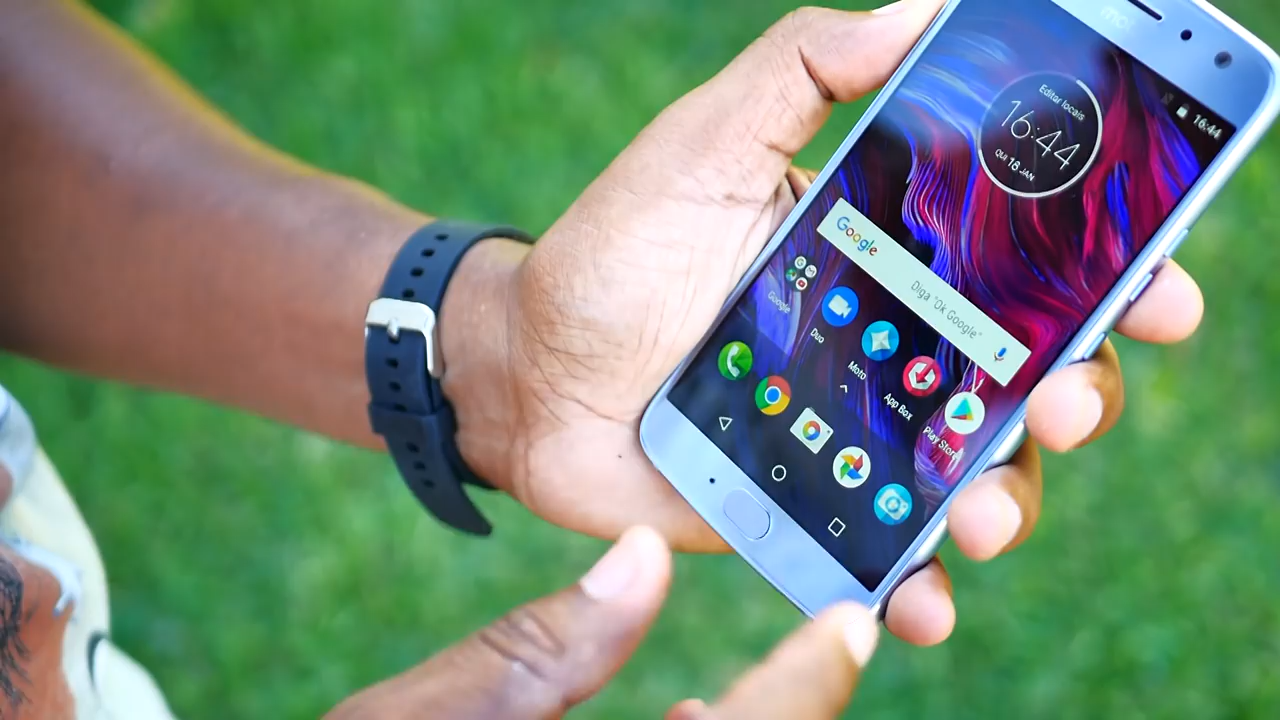 16:44
Editar locais
16:44
QUI 18 JAN
Google
Diga "Ok Google"
Google
Duo
Moto
App Box
Play Store